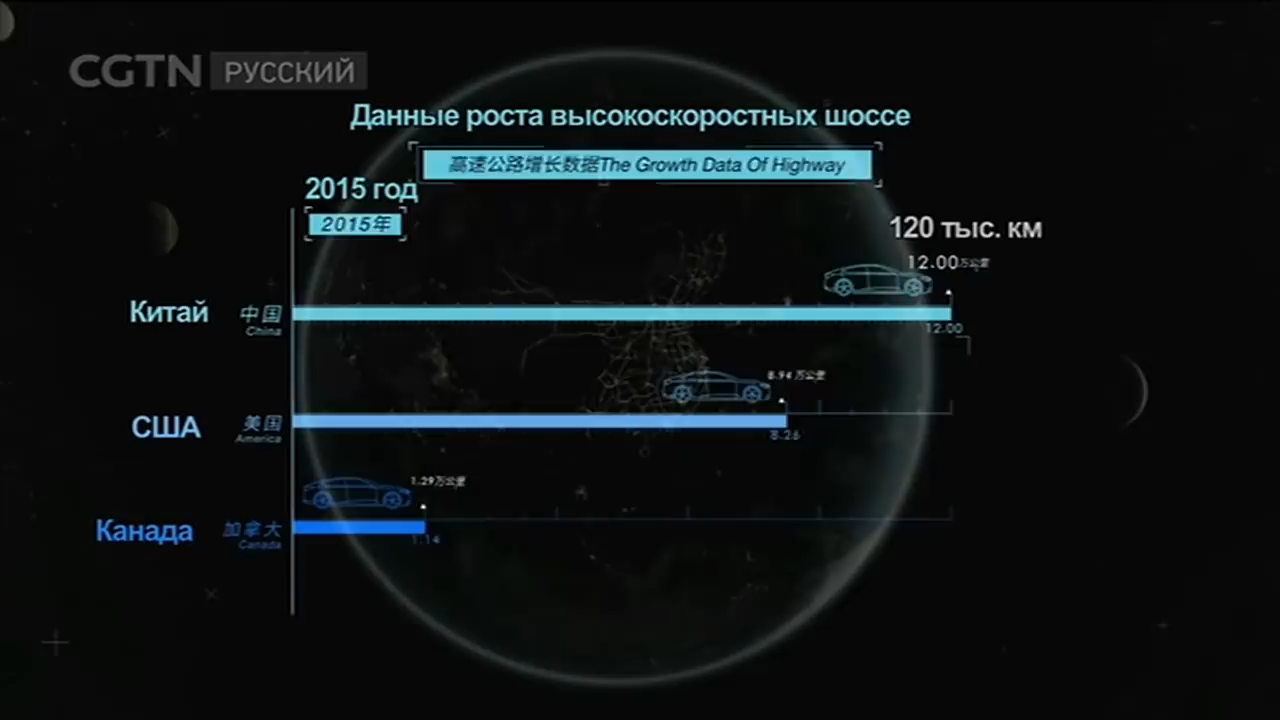 CGTN РУССКИЙ
Данные роста высокоскоростных шоссе
高速公路增长数据The Growth Data Of Highway
2015 год
2015年
120 тыс. км
12.00万公里
Китай 中国
China
12.00
8.94 万公里
США 美国
America
8.26
1.29万公里
Канада 加拿大
Canada
1.14